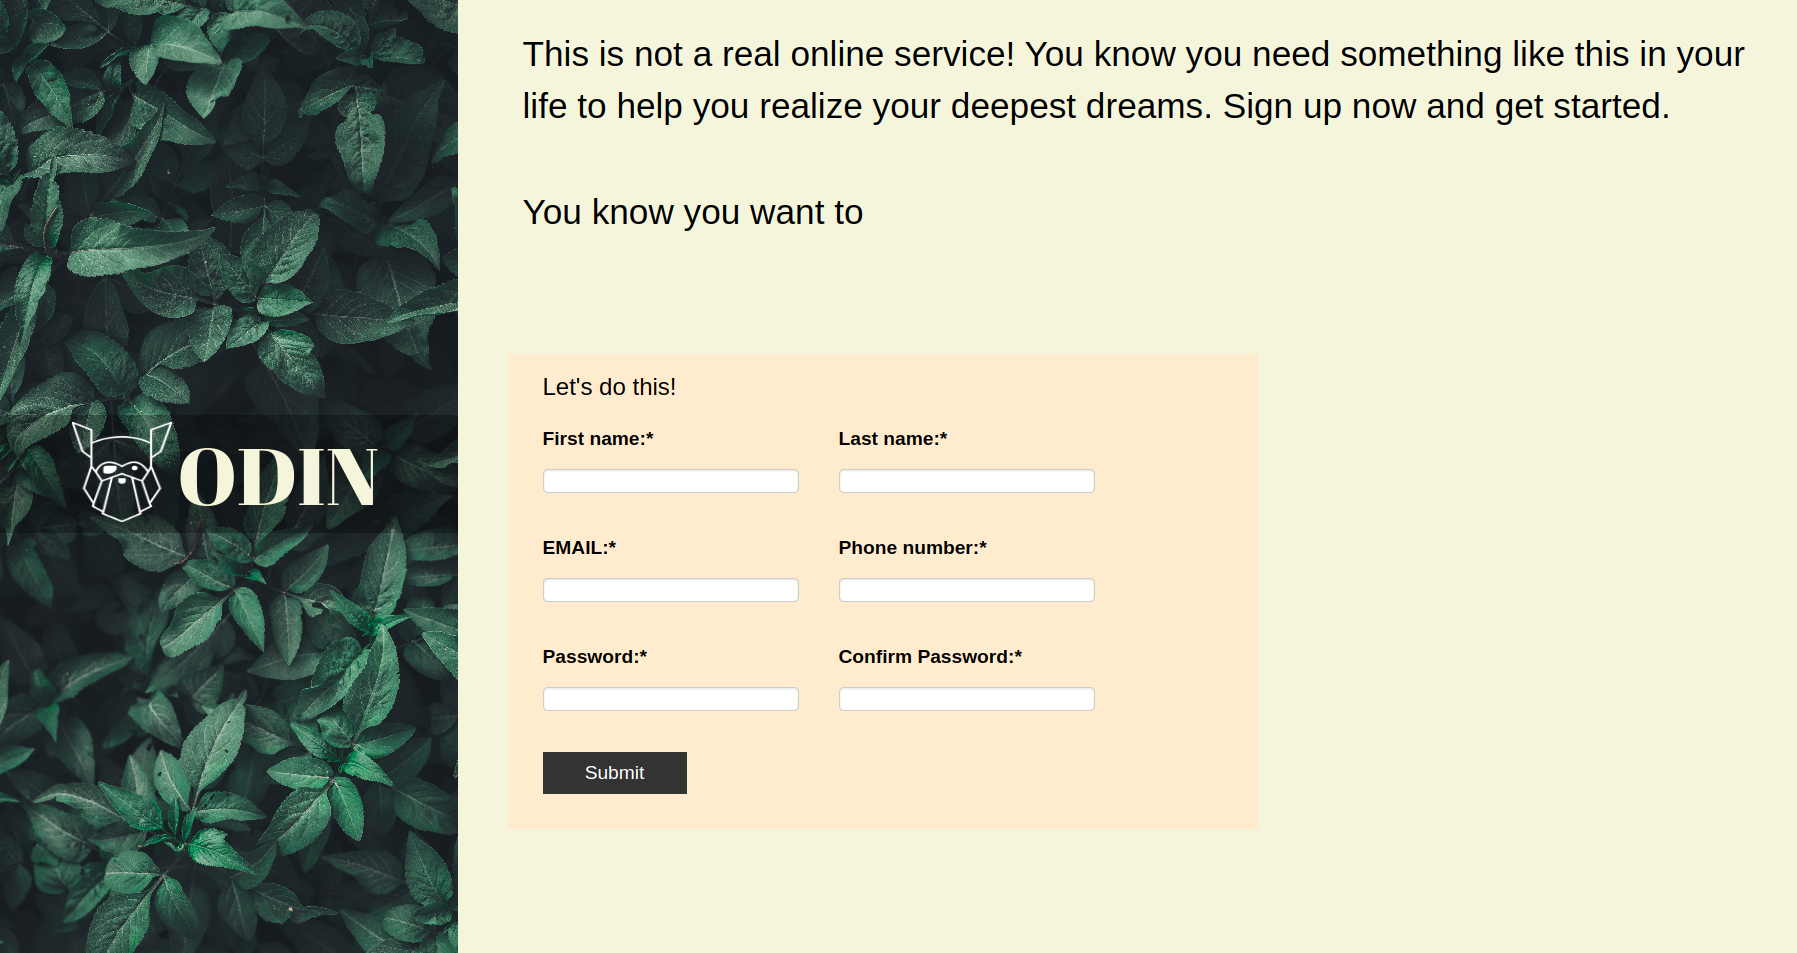 This is not a real online service! You know you need something like this in your
life to help you realize your deepest dreams. Sign up now and get started.
You know you want to
ODIN
Let's do this!
First name:* Last name:*
EMAIL:* Phone number:*
Password:* Confirm Password:*
Submit